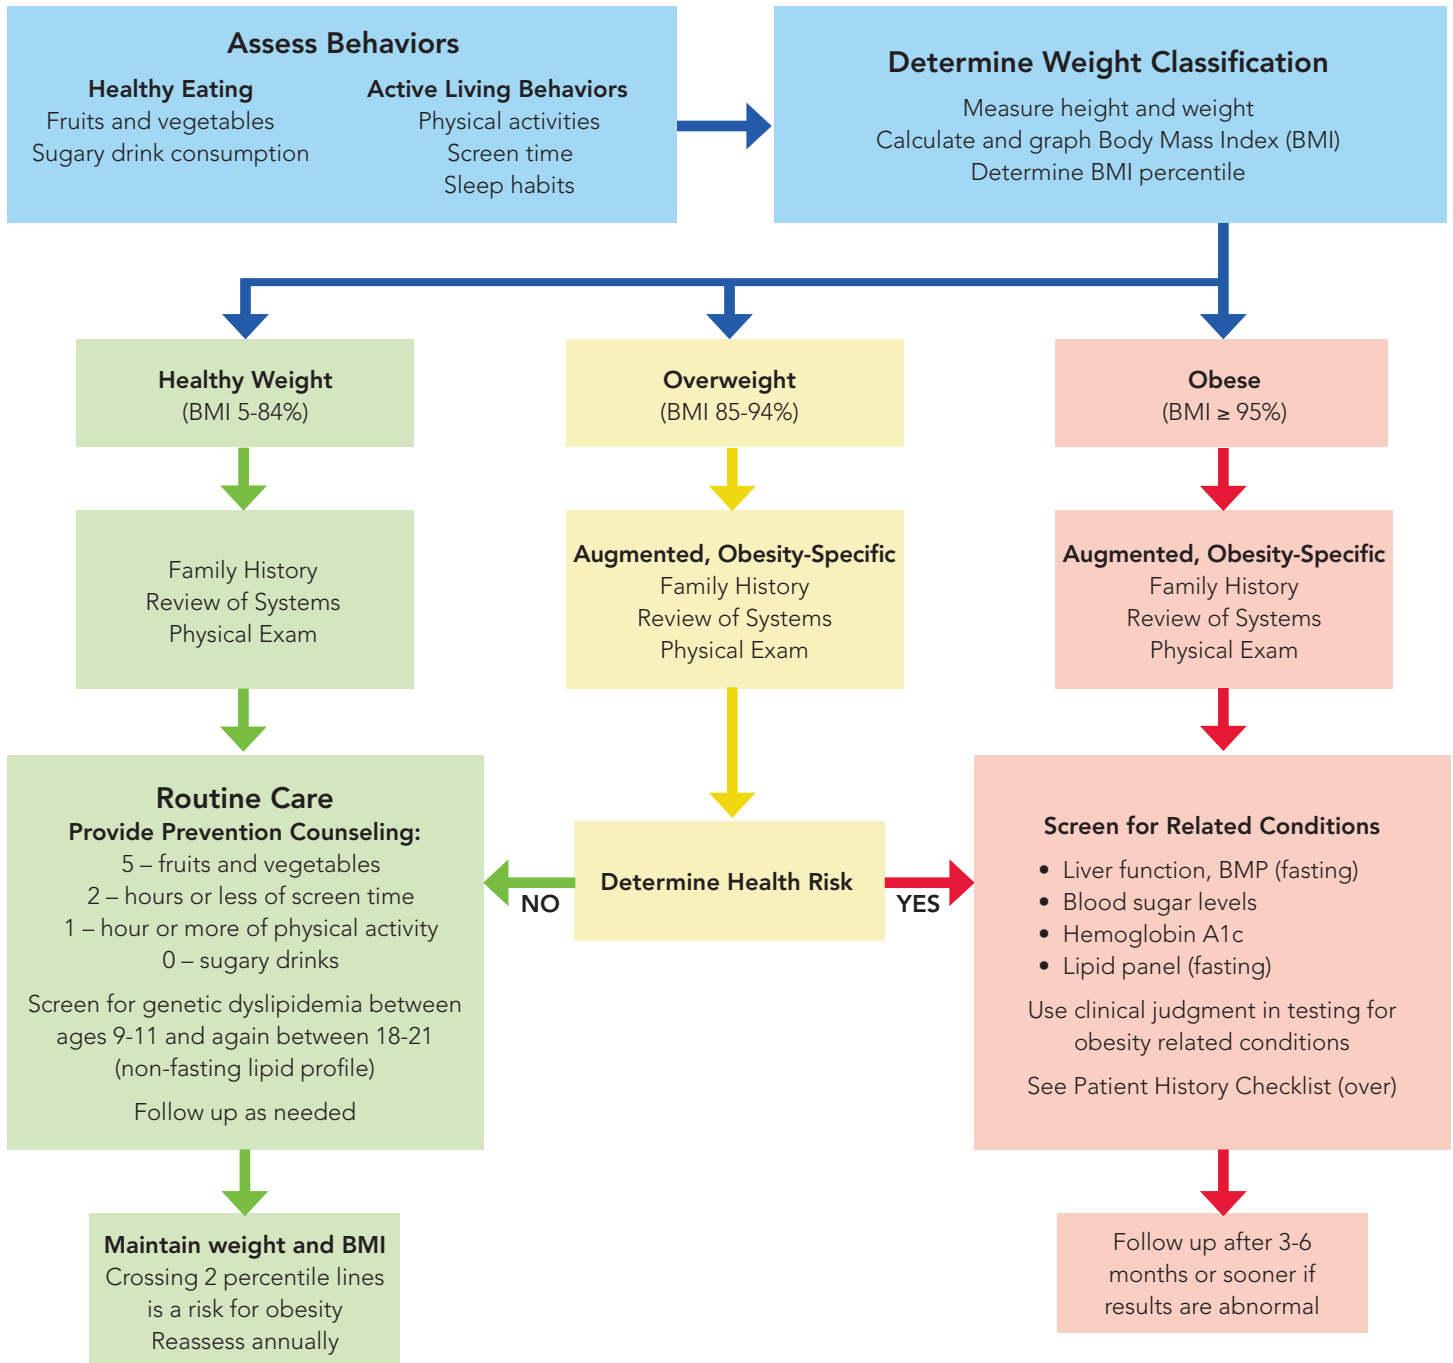 Assess Behaviors
Healthy Eating
Fruits and vegetables
Sugary drink consumption
Active Living Behaviors
Physical activities
Screen time
Sleep habits
Determine Weight Classification
Measure height and weight
Calculate and graph Body Mass Index (BMI)
Determine BMI percentile
Healthy Weight
(BMI 5-84%)
Overweight
(BMI 85-94%)
Obese
(BMI ≥ 95%)
Family History
Review of Systems
Physical Exam
Augmented, Obesity-Specific
Family History
Review of Systems
Physical Exam
Augmented, Obesity-Specific
Family History
Review of Systems
Physical Exam
Routine Care
Provide Prevention Counseling:
5 – fruits and vegetables
2 – hours or less of screen time
1 – hour or more of physical activity
0 – sugary drinks
Screen for genetic dyslipidemia between
ages 9-11 and again between 18-21
(non-fasting lipid profile)
Follow up as needed
NO
Determine Health Risk
YES
Screen for Related Conditions
• Liver function, BMP (fasting)
• Blood sugar levels
• Hemoglobin A1c
• Lipid panel (fasting)
Use clinical judgment in testing for
obesity related conditions
See Patient History Checklist (over)
Maintain weight and BMI
Crossing 2 percentile lines
is a risk for obesity
Reassess annually
Follow up after 3-6
months or sooner if
results are abnormal